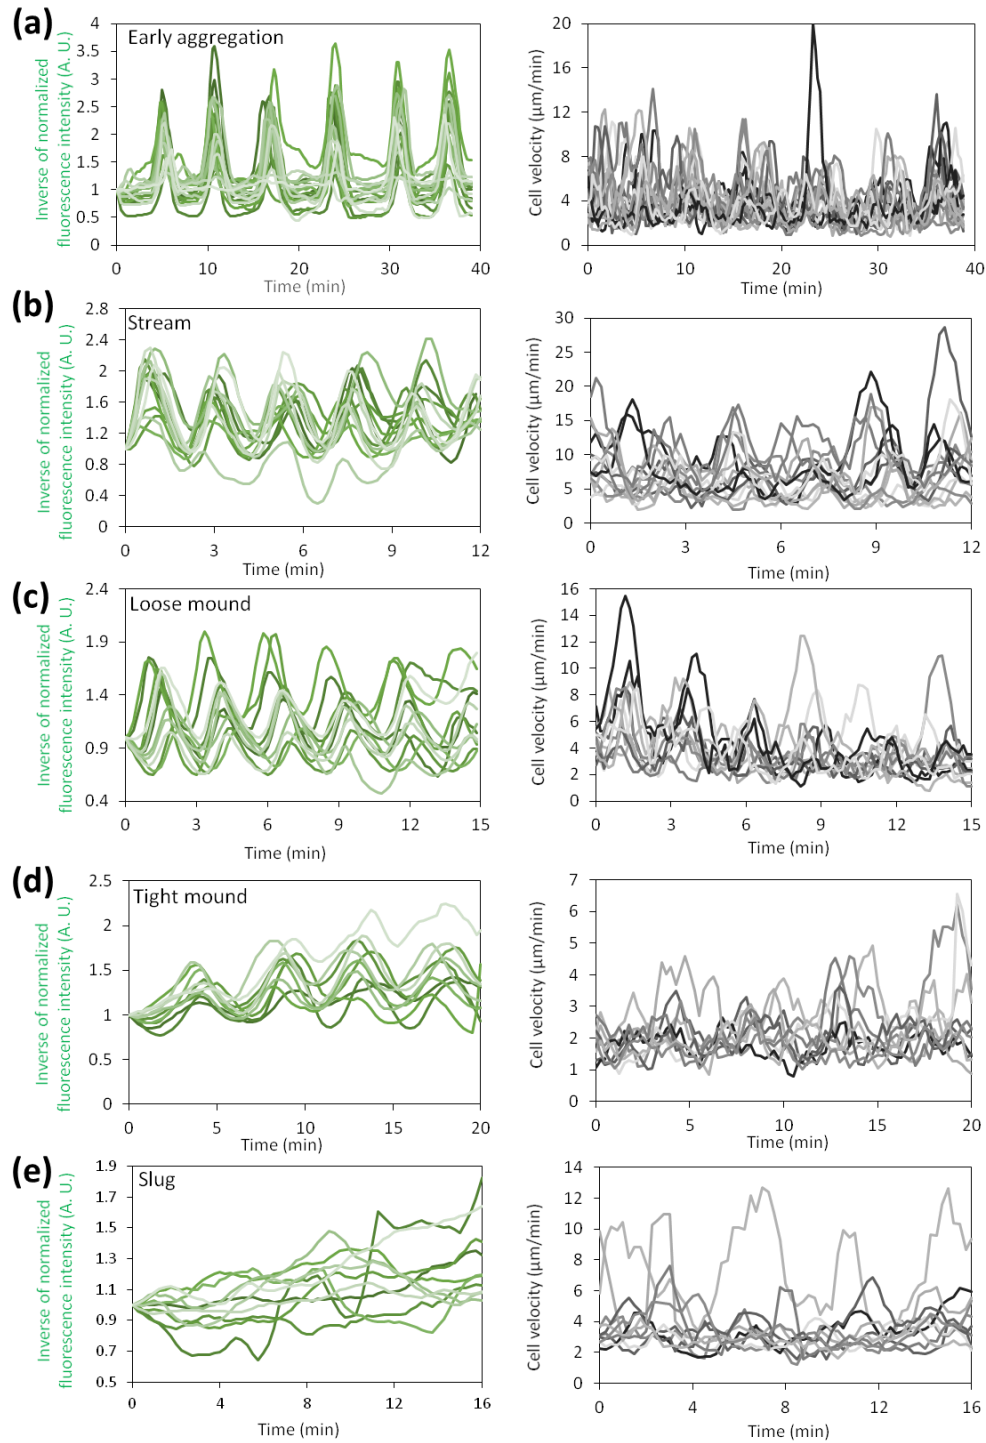 (a)
Early aggregation
Inverse of normalized
fluorescence intensity (A. U.)
4
3.5
3
2.5
2
1.5
1
0.5
0
0 10 20 30 40
Time (min)
Cell velocity (µm/min)
20
16
12
8
4
0
0 10 20 30 40
Time (min)
(b)
Stream
Inverse of normalized
fluorescence intensity (A. U.)
2.8
2.4
2
1.6
1.2
0.8
0.4
0
0 3 6 9 12
Time (min)
Cell velocity (µm/min)
30
25
20
15
10
5
0
0 3 6 9 12
Time (min)
(c)
Loose mound
Inverse of normalized
fluorescence intensity (A. U.)
2.4
1.9
1.4
0.9
0.4
0 3 6 9 12 15
Time (min)
Cell velocity (µm/min)
16
14
12
10
8
6
4
2
0
0 3 6 9 12 15
Time (min)
(d)
Tight mound
Inverse of normalized
fluorescence intensity (A. U.)
2.5
2
1.5
1
0.5
0
0 5 10 15 20
Time (min)
Cell velocity (µm/min)
7
6
5
4
3
2
1
0
0 5 10 15 20
Time (min)
(e)
Slug
Inverse of normalized
fluorescence intensity (A. U.)
1.9
1.7
1.5
1.3
1.1
0.9
0.7
0.5
0 4 8 12 16
Time (min)
Cell velocity (µm/min)
14
12
10
8
6
4
2
0
0 4 8 12 16
Time (min)